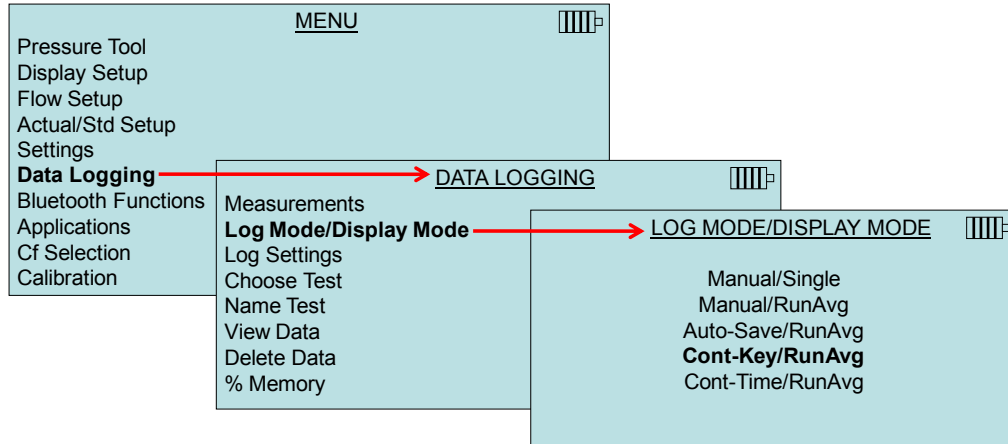 MENU
Pressure Tool
Display Setup
Flow Setup
Actual/Std Setup
Settings
Data Logging
Bluetooth Functions
Applications
Cf Selection
Calibration
DATA LOGGING
Measurements
Log Mode/Display Mode
Log Settings
Choose Test
Name Test
View Data
Delete Data
% Memory
LOG MODE/DISPLAY MODE
Manual/Single
Manual/RunAvg
Auto-Save/RunAvg
Cont-Key/RunAvg
Cont-Time/RunAvg